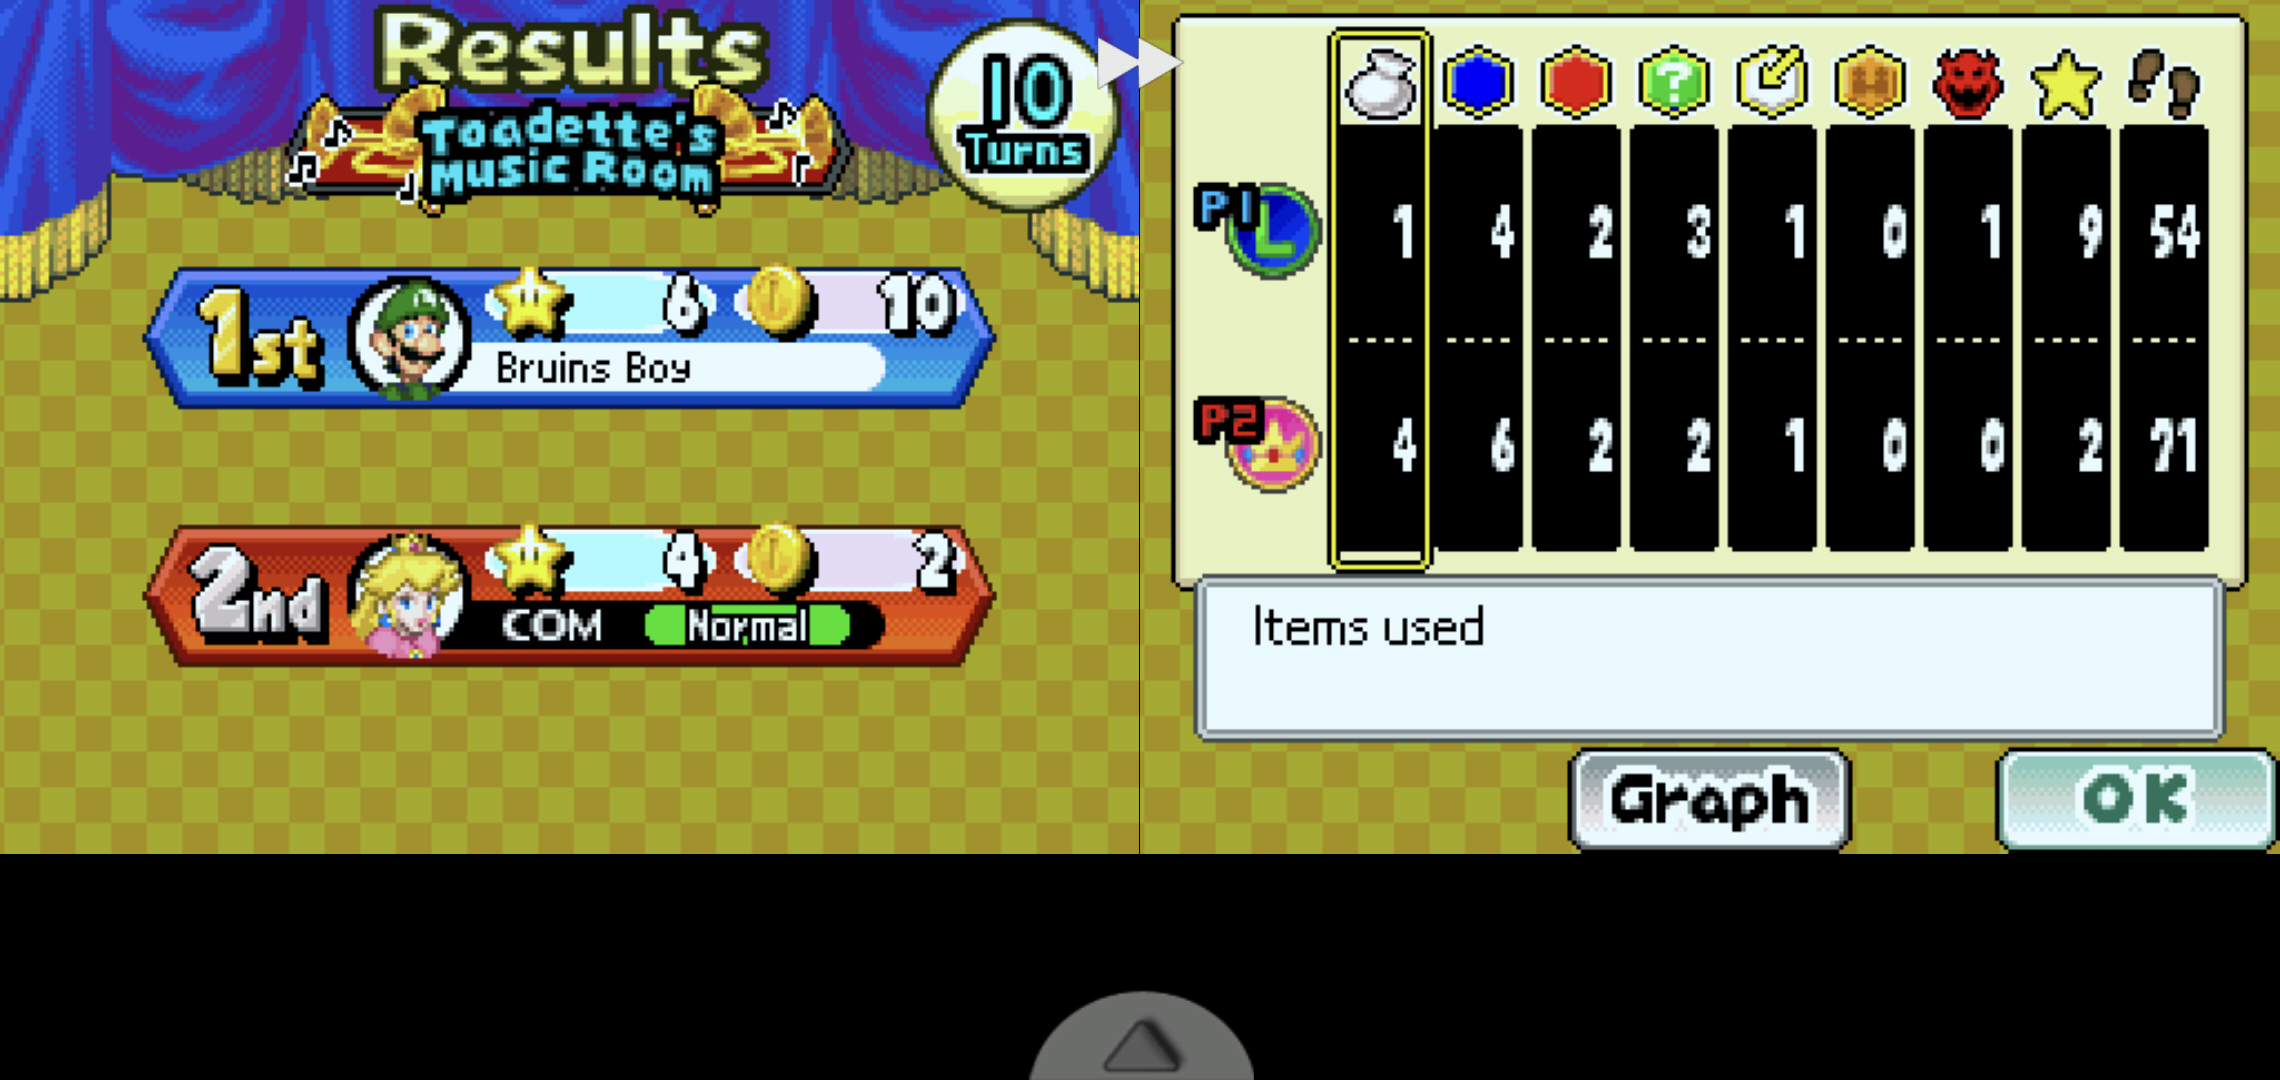 Results
Toadette's
Music Room
10
Turns
1st
6
10
Bruins Boy
2nd
4
2
COM
Normal
?
P1
L
1 4 2 3 1 0 1 9 54
P2
4 6 2 2 1 0 0 2 71
Items used
Graph
OK